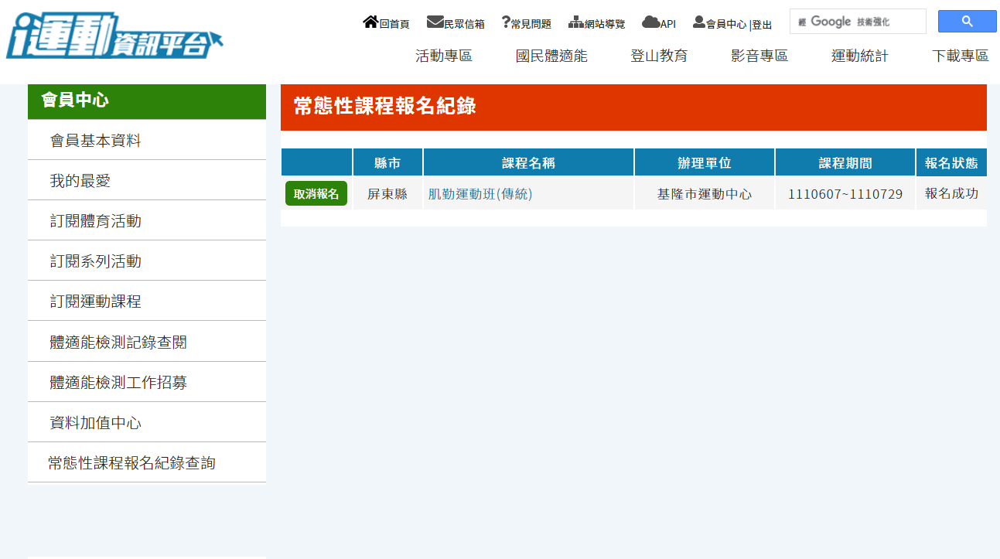 i運動資訊平台
回首頁 民眾信箱 ?常見問題 網站導覽 API 會員中心 |登出 經 Google 技術強化
活動專區 國民體適能 登山教育 影音專區 運動統計 下載專區
會員中心
會員基本資料
我的最愛
訂閱體育活動
訂閱系列活動
訂閱運動課程
體適能檢測記錄查閱
體適能檢測工作招募
資料加值中心
常態性課程報名紀錄查詢
常態性課程報名紀錄
縣市 課程名稱 辦理單位 課程期間 報名狀態
取消報名 屏東縣 肌勤運動班(傳統) 基隆市運動中心 1110607~1110729 報名成功